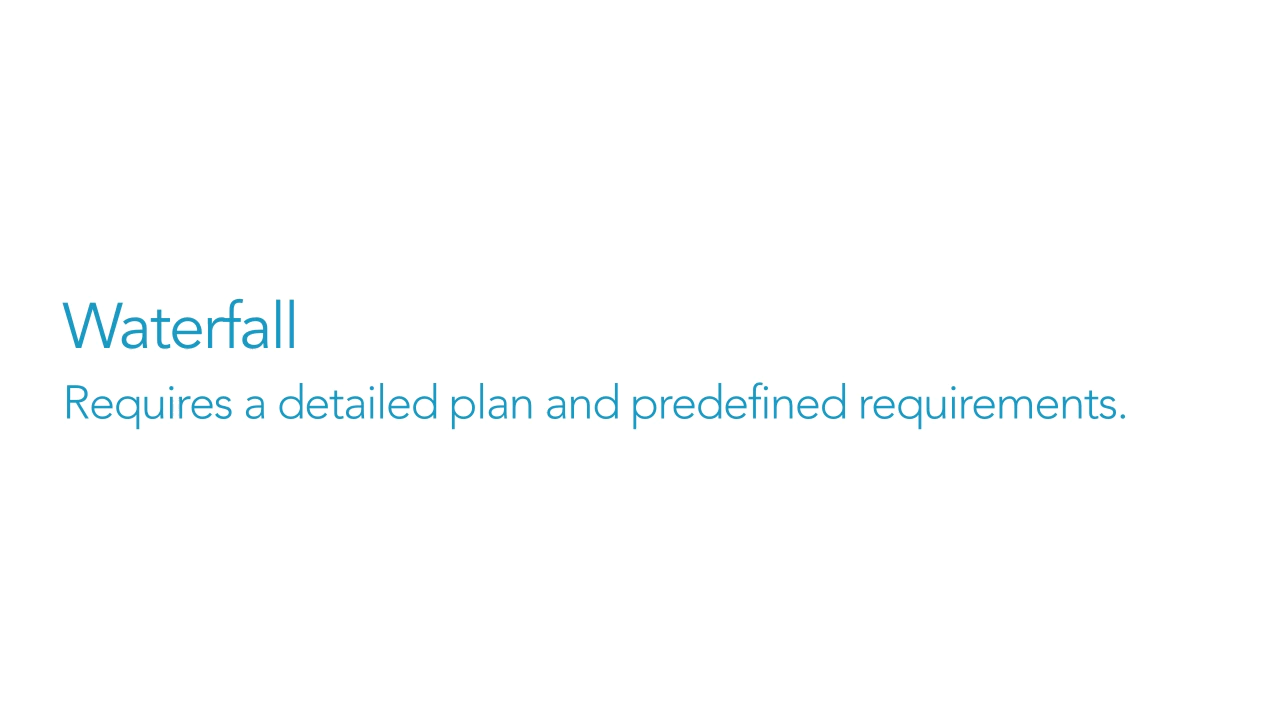 Waterfall
Requires a detailed plan and predefined requirements.